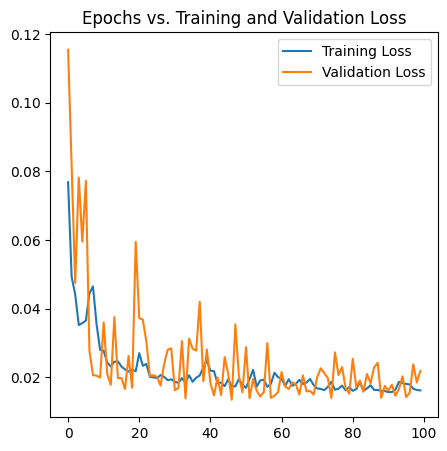 Epochs vs. Training and Validation Loss
0.12
0.10
0.08
0.06
0.04
0.02
Training Loss
Validation Loss
0 20 40 60 80 100